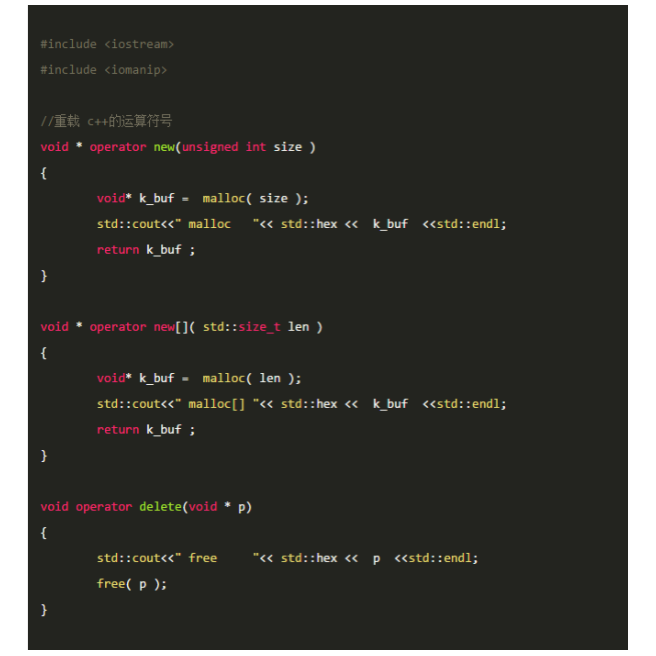 #include <iostream>
#include <iomanip>
//重载 c++的运算符号
void * operator new(unsigned int size )
{
void* k_buf = malloc( size );
std::cout<<" malloc   "<< std::hex <<  k_buf  <<std::endl;
return k_buf ;
}
void * operator new[]( std::size_t len )
{
void* k_buf = malloc( len );
std::cout<<" malloc[] "<< std::hex <<  k_buf  <<std::endl;
return k_buf ;
}
void operator delete(void * p)
{
std::cout<<" free     "<< std::hex <<  p  <<std::endl;
free( p );
}